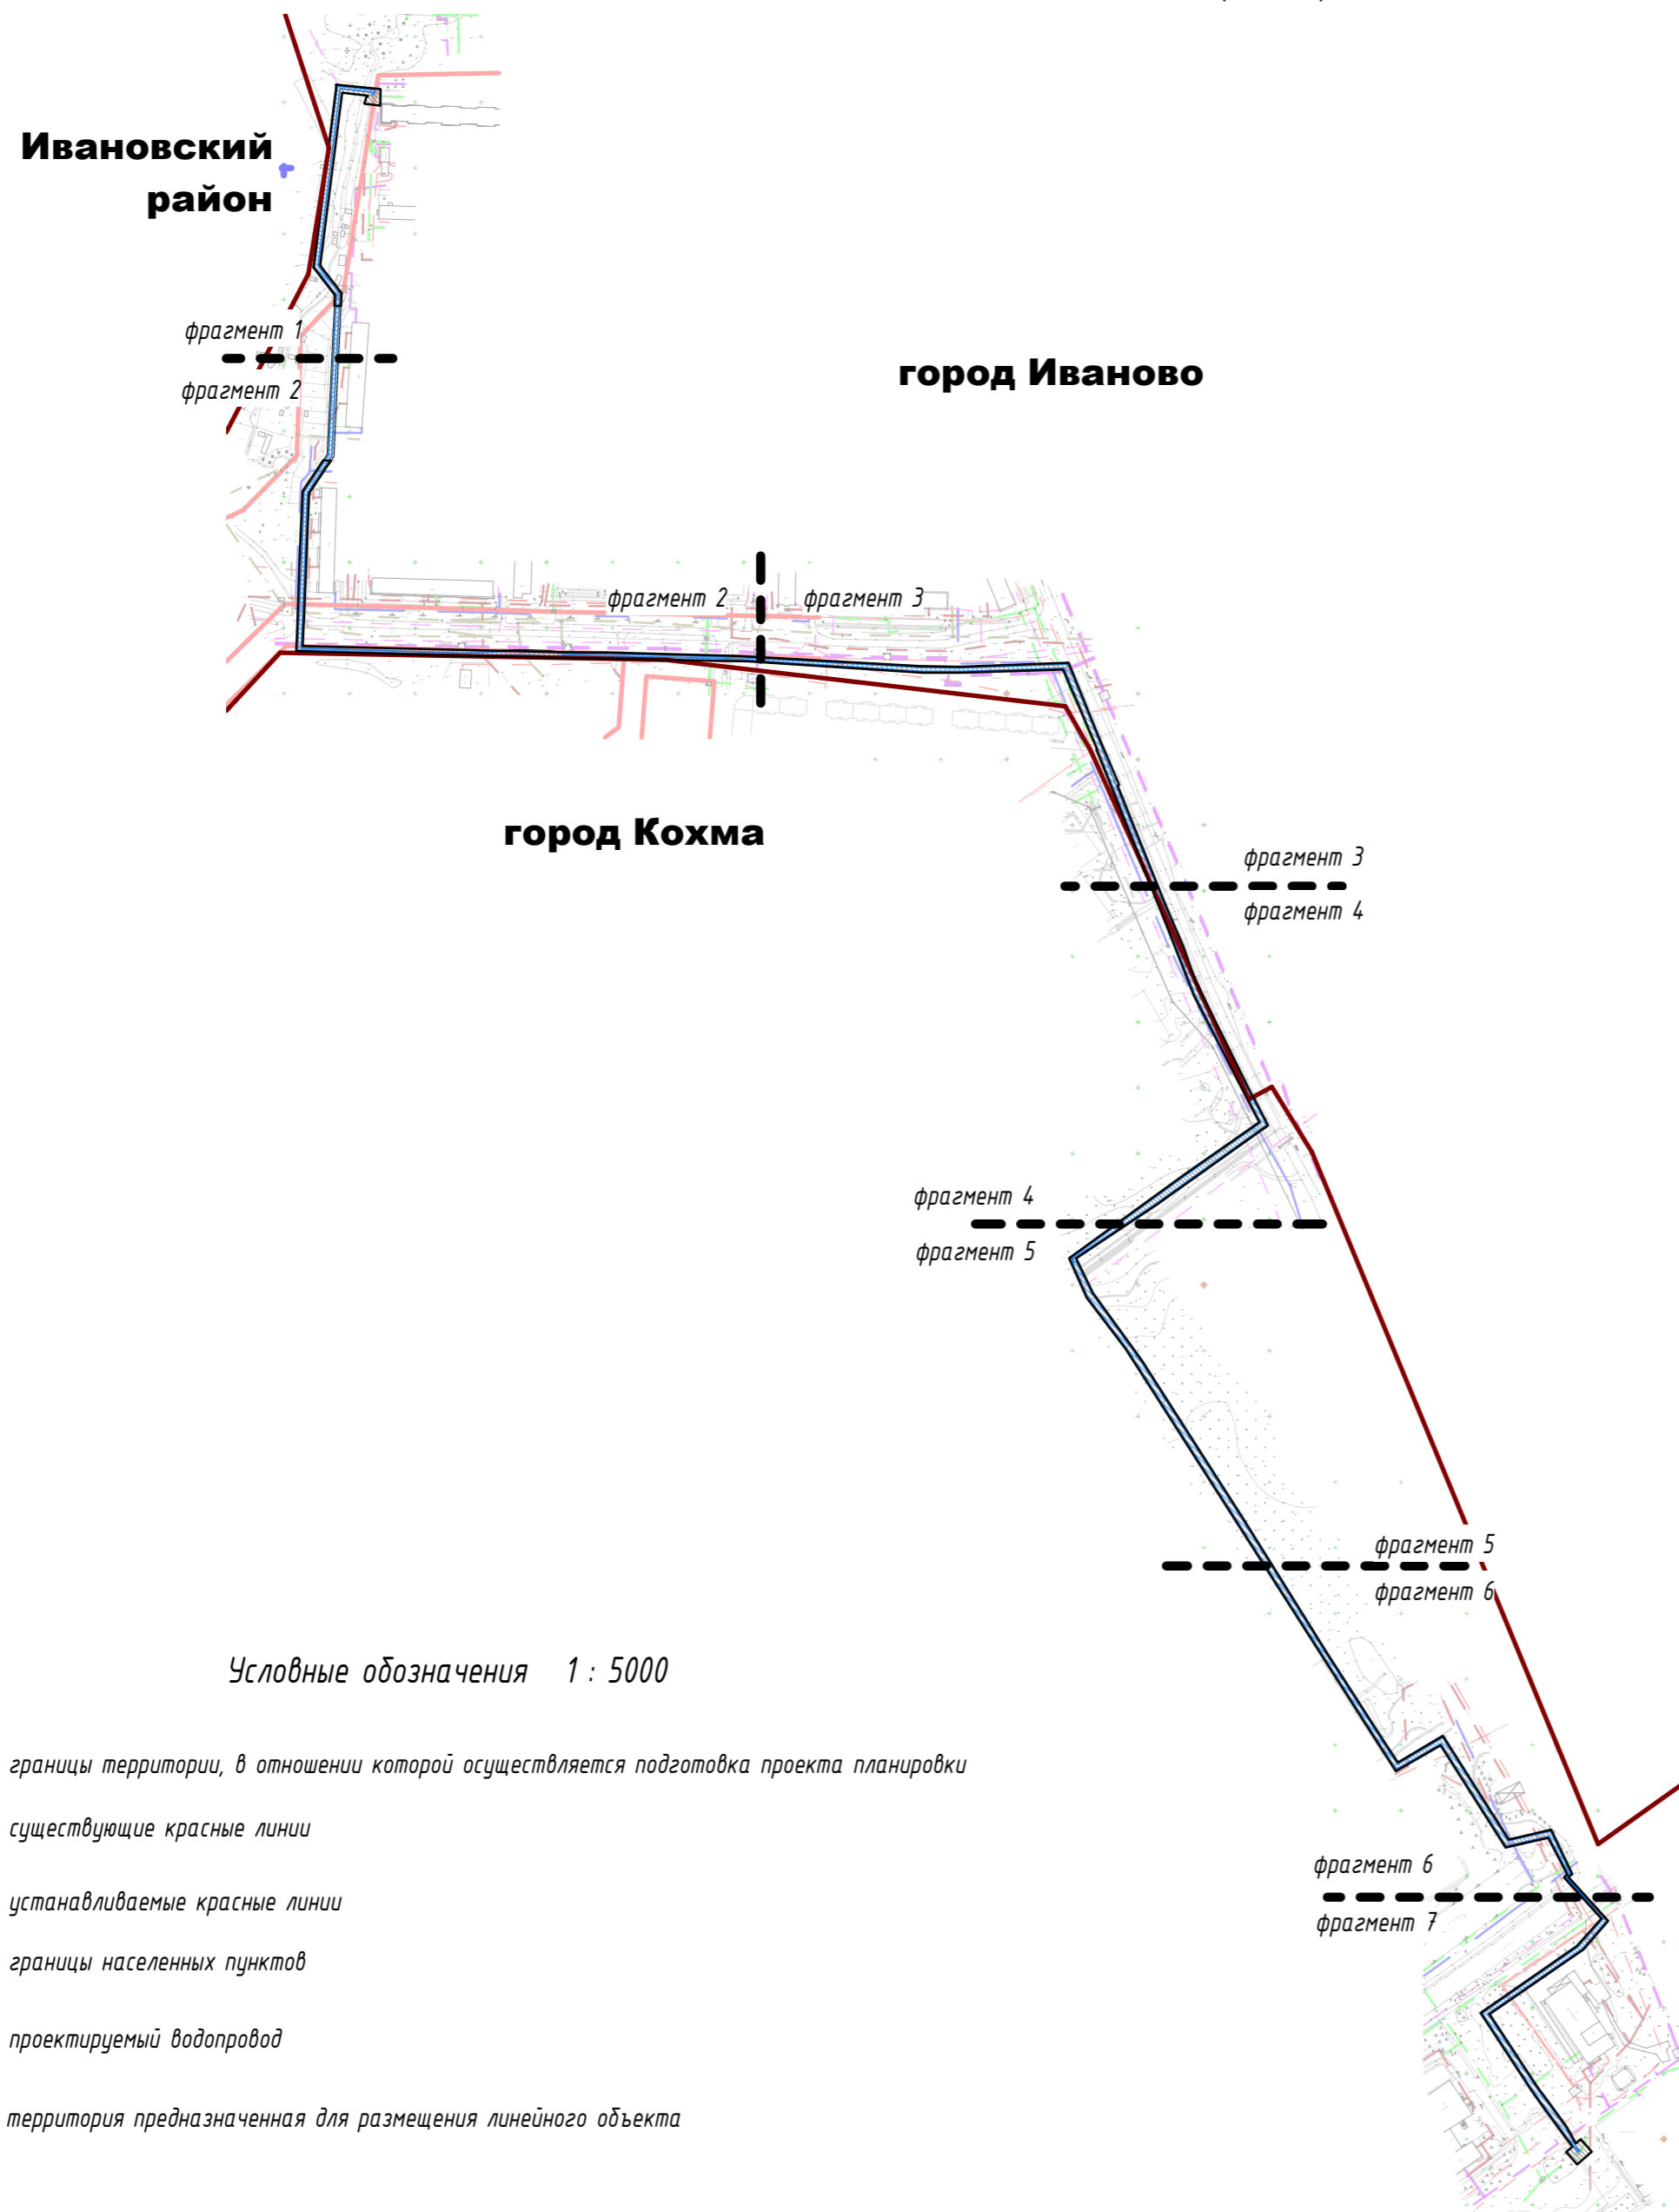 Ивановский
район
фрагмент 1
фрагмент 2
город Иваново
фрагмент 2
фрагмент 3
город Кохма
фрагмент 3
фрагмент 4
фрагмент 4
фрагмент 5
фрагмент 5
фрагмент 6
Условные обозначения 1 : 5000
границы территории, в отношении которой осуществляется подготовка проекта планировки
существующие красные линии
устанавливаемые красные линии
границы населенных пунктов
проектируемый водопровод
территория предназначенная для размещения линейного объекта
фрагмент 6
фрагмент 7